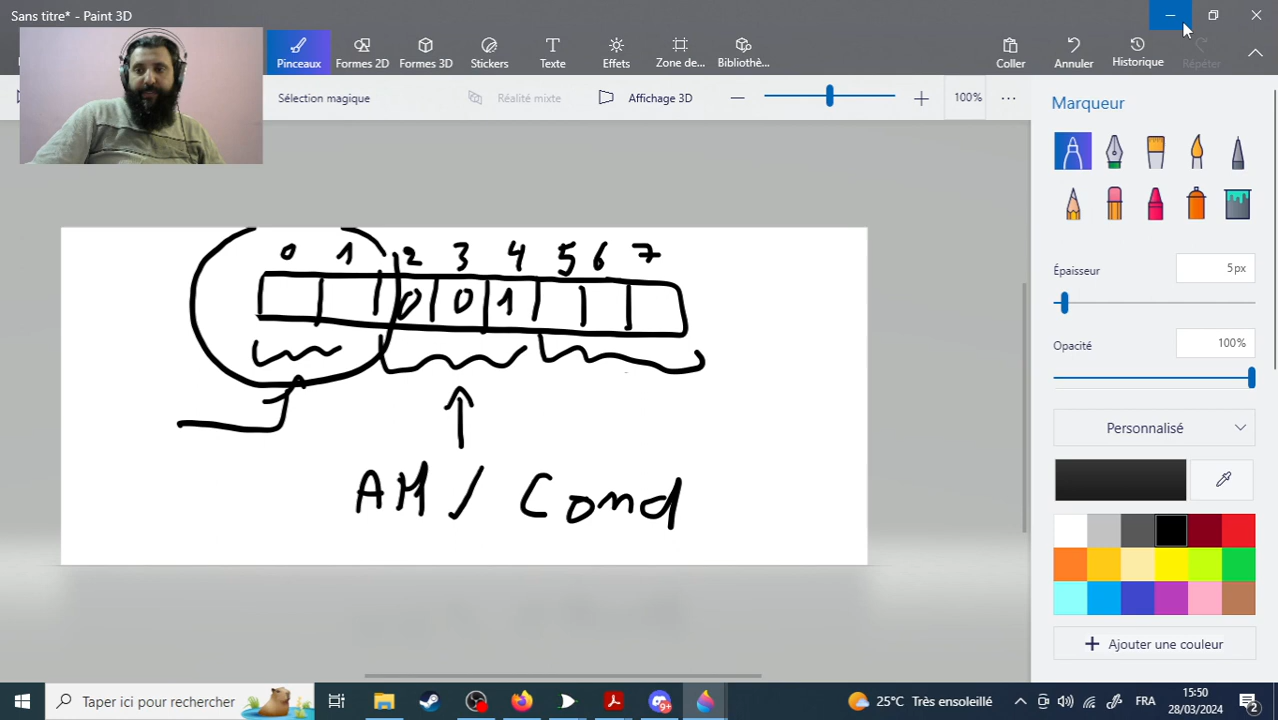 Sans titre* - Paint 3D
Pinceaux
Formes 2D
Formes 3D
Stickers
Texte
Effets
Zone de...
Bibliothè...
Coller
Annuler
Historique
Répéter
Sélection magique
Réalité mixte
Affichage 3D
100%
Marqueur
Épaisseur
5px
Opacité
100%
Personnalisé
Ajouter une couleur
0 1 2 3 4 5 6 7
0 0 1
AM / Cond
Taper ici pour rechercher
9+
25°C Très ensoleillé
FRA
15:50
28/03/2024
2